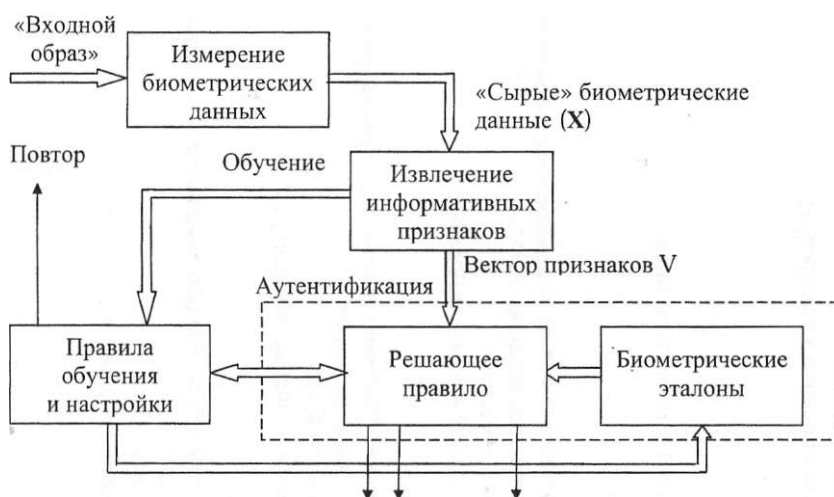 «Входной
образ»
Измерение
биометрических
данных
«Сырые» биометрические
данные (X)
Повтор
Обучение
Извлечение
информативных
признаков
Вектор признаков V
Аутентификация
Правила
обучения
и настройки
Решающее
правило
Биометрические
эталоны